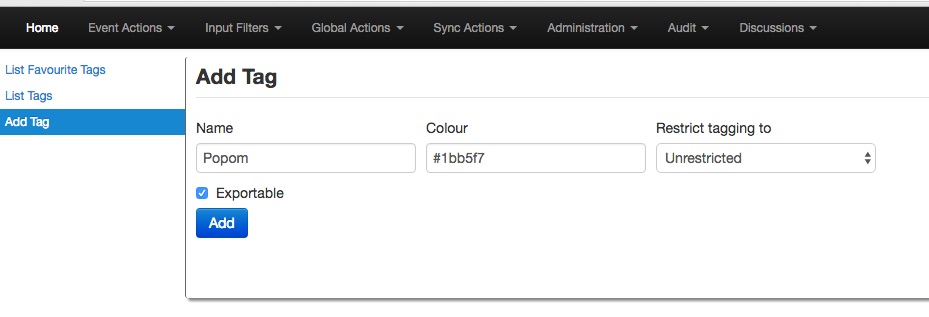 Home Event Actions Input Filters Global Actions Sync Actions Administration Audit Discussions
List Favourite Tags
List Tags
Add Tag
Add Tag
Name Colour Restrict tagging to
Popom #1bb5f7 Unrestricted
Exportable
Add